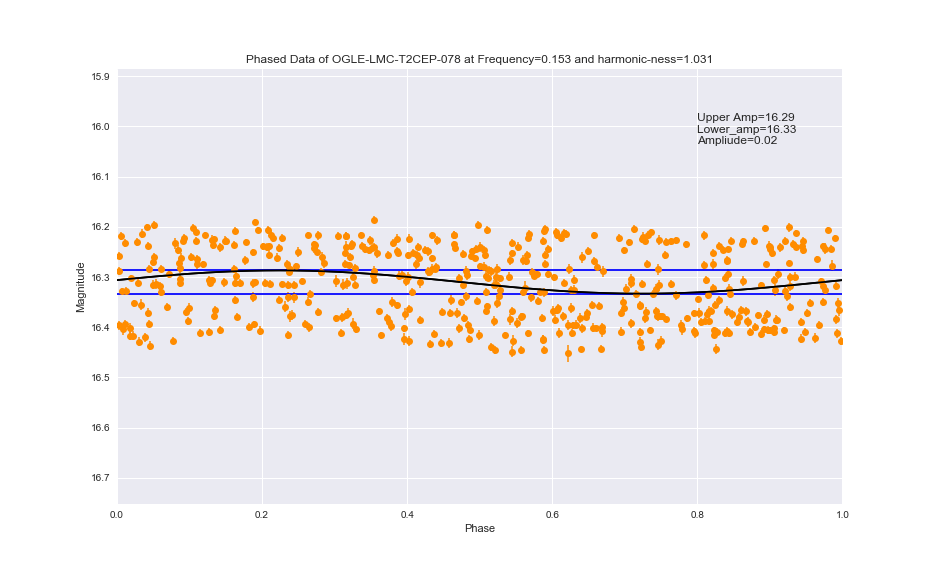 Phased Data of OGLE-LMC-T2CEP-078 at Frequency=0.153 and harmonic-ness=1.031
15.9
16.0
16.1
16.2
16.3
16.4
16.5
16.6
16.7
Magnitude
Upper Amp=16.29
Lower_amp=16.33
Ampliude=0.02
0.0 0.2 0.4 0.6 0.8 1.0
Phase